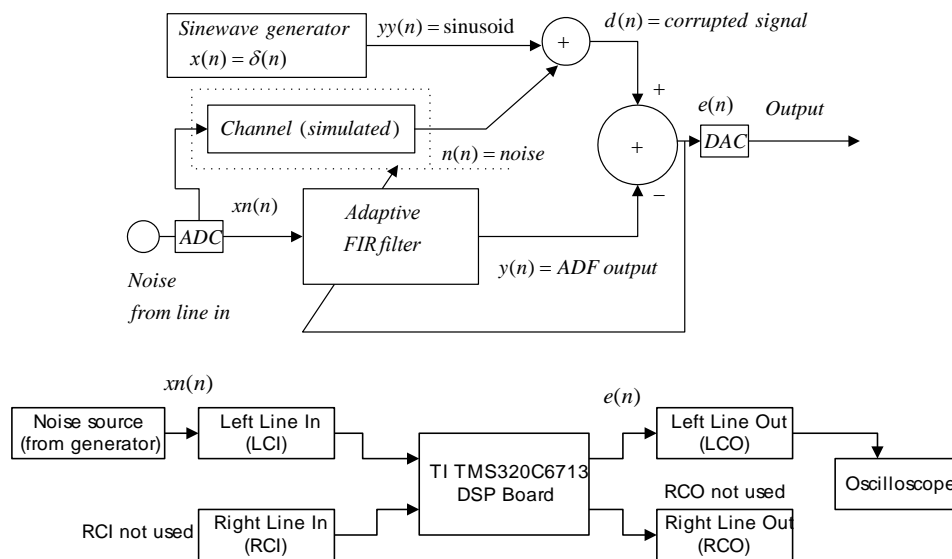 Sinewave generator
x(n) = δ(n)
yy(n) = sinusoid
+
d(n) = corrupted signal
+
e(n)
Output
Channel (simulated)
n(n) = noise
+
DAC
−
xn(n)
ADC
Adaptive
FIR filter
y(n) = ADF output
Noise
from line in
xn(n)
e(n)
Noise source
(from generator)
Left Line In
(LCI)
TI TMS320C6713
DSP Board
Left Line Out
(LCO)
Oscilloscope
RCI not used
Right Line In
(RCI)
RCO not used
Right Line Out
(RCO)